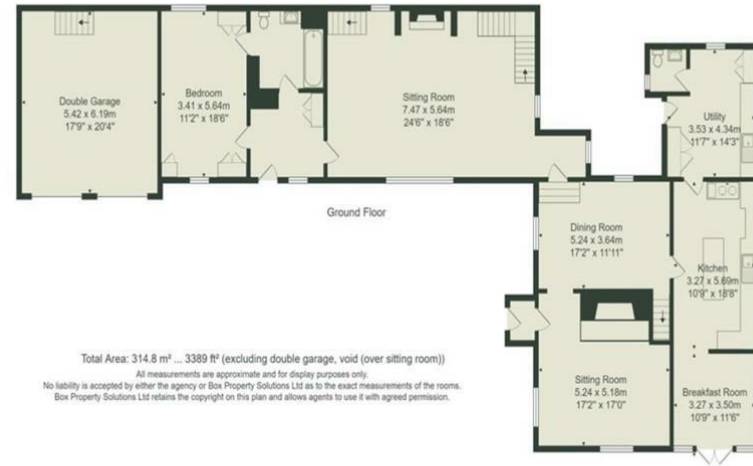 Double Garage
5.42 x 6.19m
17'9" x 20'4"
Bedroom
3.41 x 5.64m
11'2" x 18'6"
Sitting Room
7.47 x 5.64m
24'6" x 18'6"
Utility
3.53 x 4.34m
11'7" x 14'3"
Ground Floor
Dining Room
5.24 x 3.64m
17'2" x 11'11"
Kitchen
3.27 x 5.69m
10'9" x 18'8"
Sitting Room
5.24 x 5.18m
17'2" x 17'0"
Breakfast Room
3.27 x 3.50m
10'9" x 11'6"
Total Area: 314.8 m² ... 3389 ft² (excluding double garage, void (over sitting room))
All measurements are approximate and for display purposes only.
No liability is accepted by either the agency or Box Property Solutions Ltd as to the exact measurements of the rooms.
Box Property Solutions Ltd retains the copyright on this plan and allows agents to use it with agreed permission.